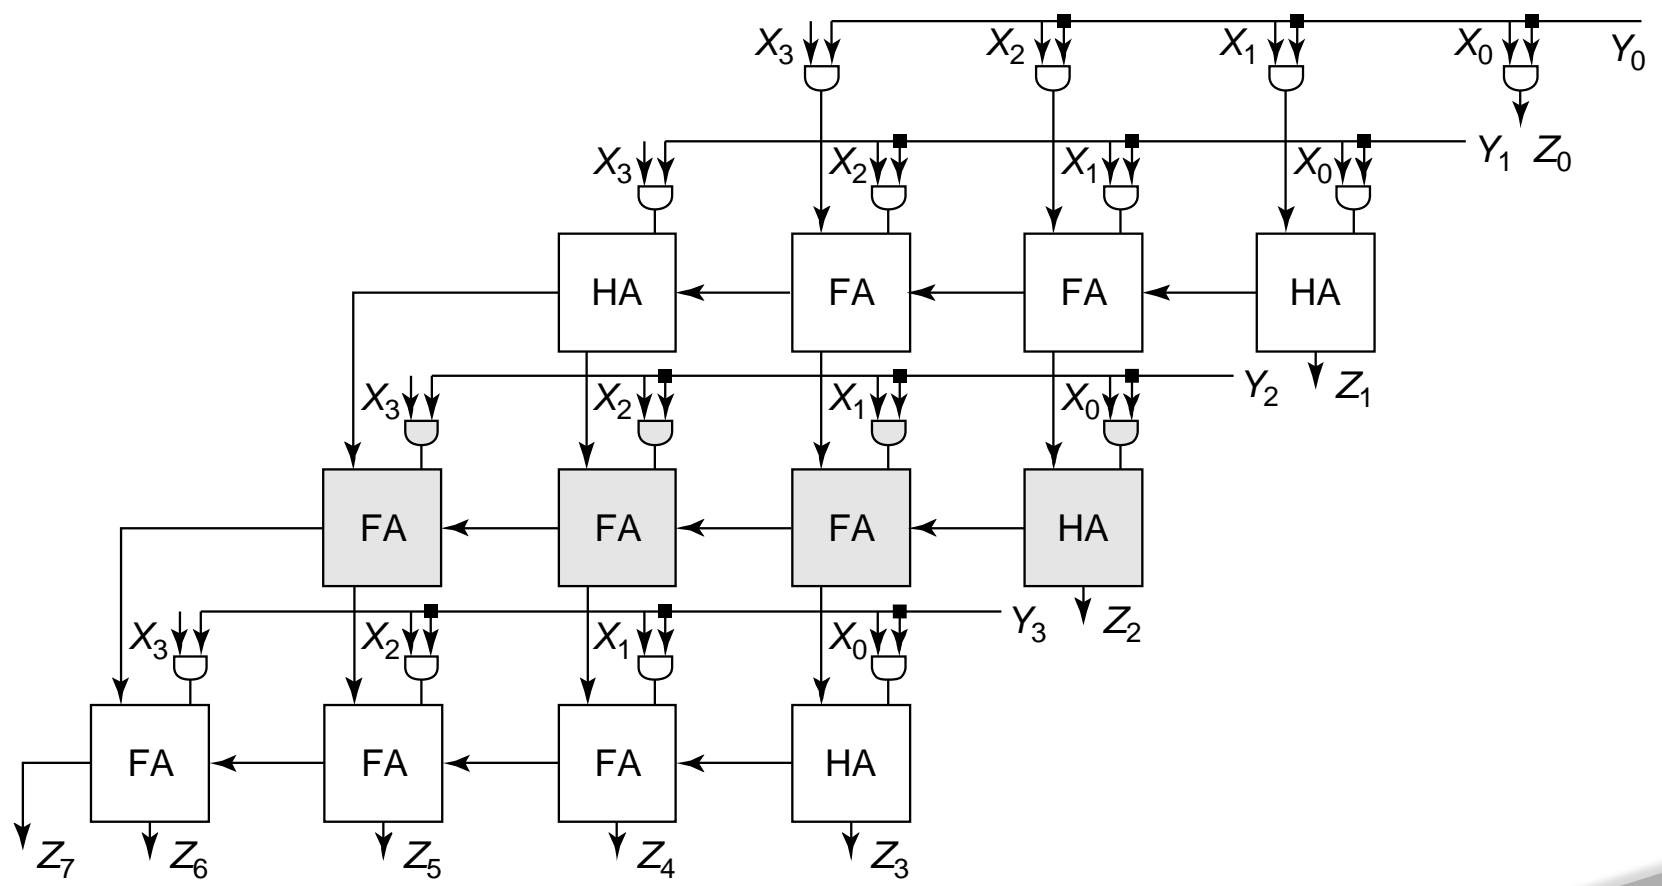 X3 X2 X1 X0 Y0
X3 X2 X1 X0 Y1 Z0
HA FA FA HA
X3 X2 X1 X0 Y2 Z1
FA FA FA HA
X3 X2 X1 X0 Y3 Z2
FA FA FA HA
Z7 Z6 Z5 Z4 Z3